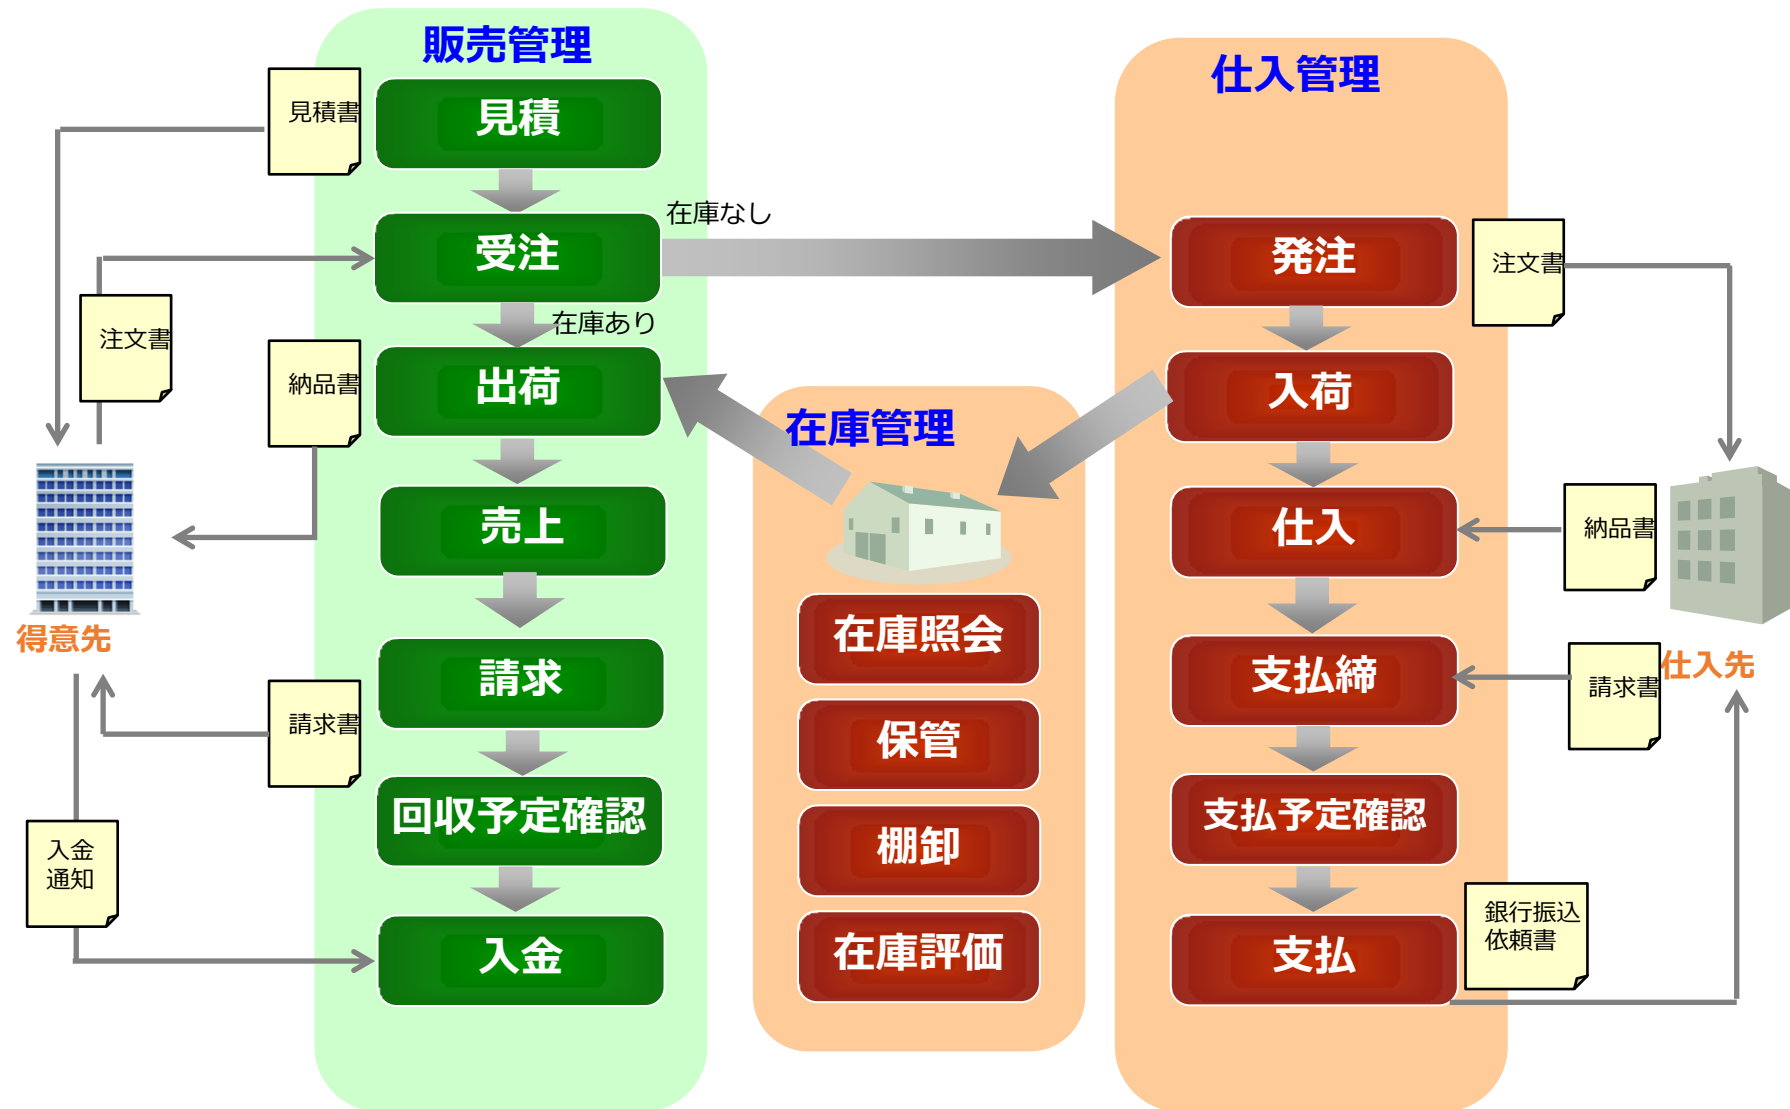 販売管理
見積書
見積
受注
在庫なし
注文書
在庫あり
納品書
出荷
売上
得意先
請求書
請求
入金
通知
回収予定確認
入金
在庫管理
在庫照会
保管
棚卸
在庫評価
仕入管理
発注
注文書
入荷
仕入
納品書
支払締
請求書
仕入先
支払予定確認
支払
銀行振込
依頼書